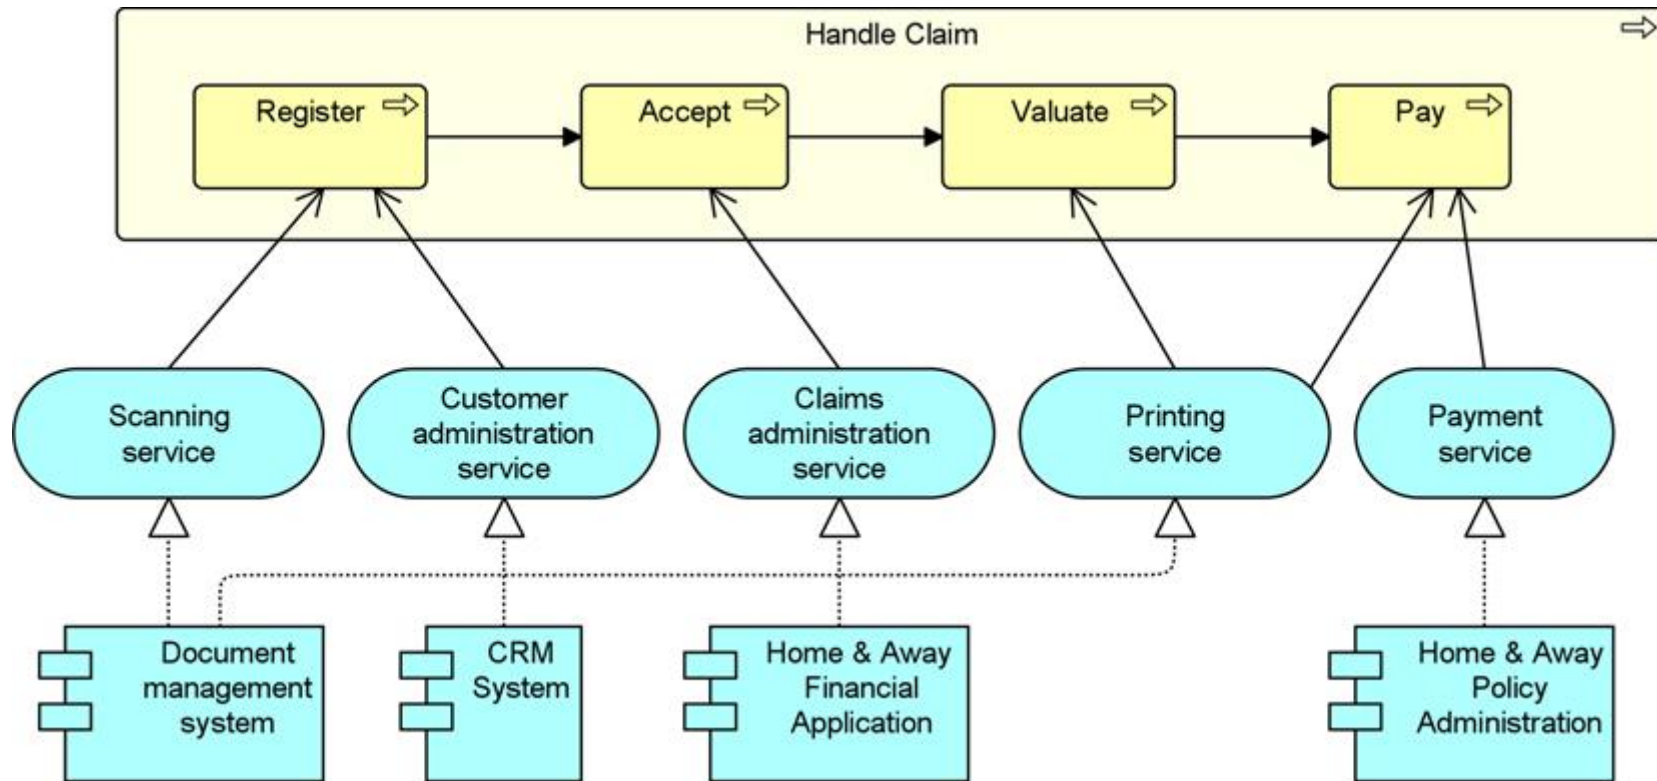 Handle Claim
Register
Accept
Valuate
Pay
Scanning
service
Customer
administration
service
Claims
administration
service
Printing
service
Payment
service
Document
management
system
CRM
System
Home & Away
Financial
Application
Home & Away
Policy
Administration